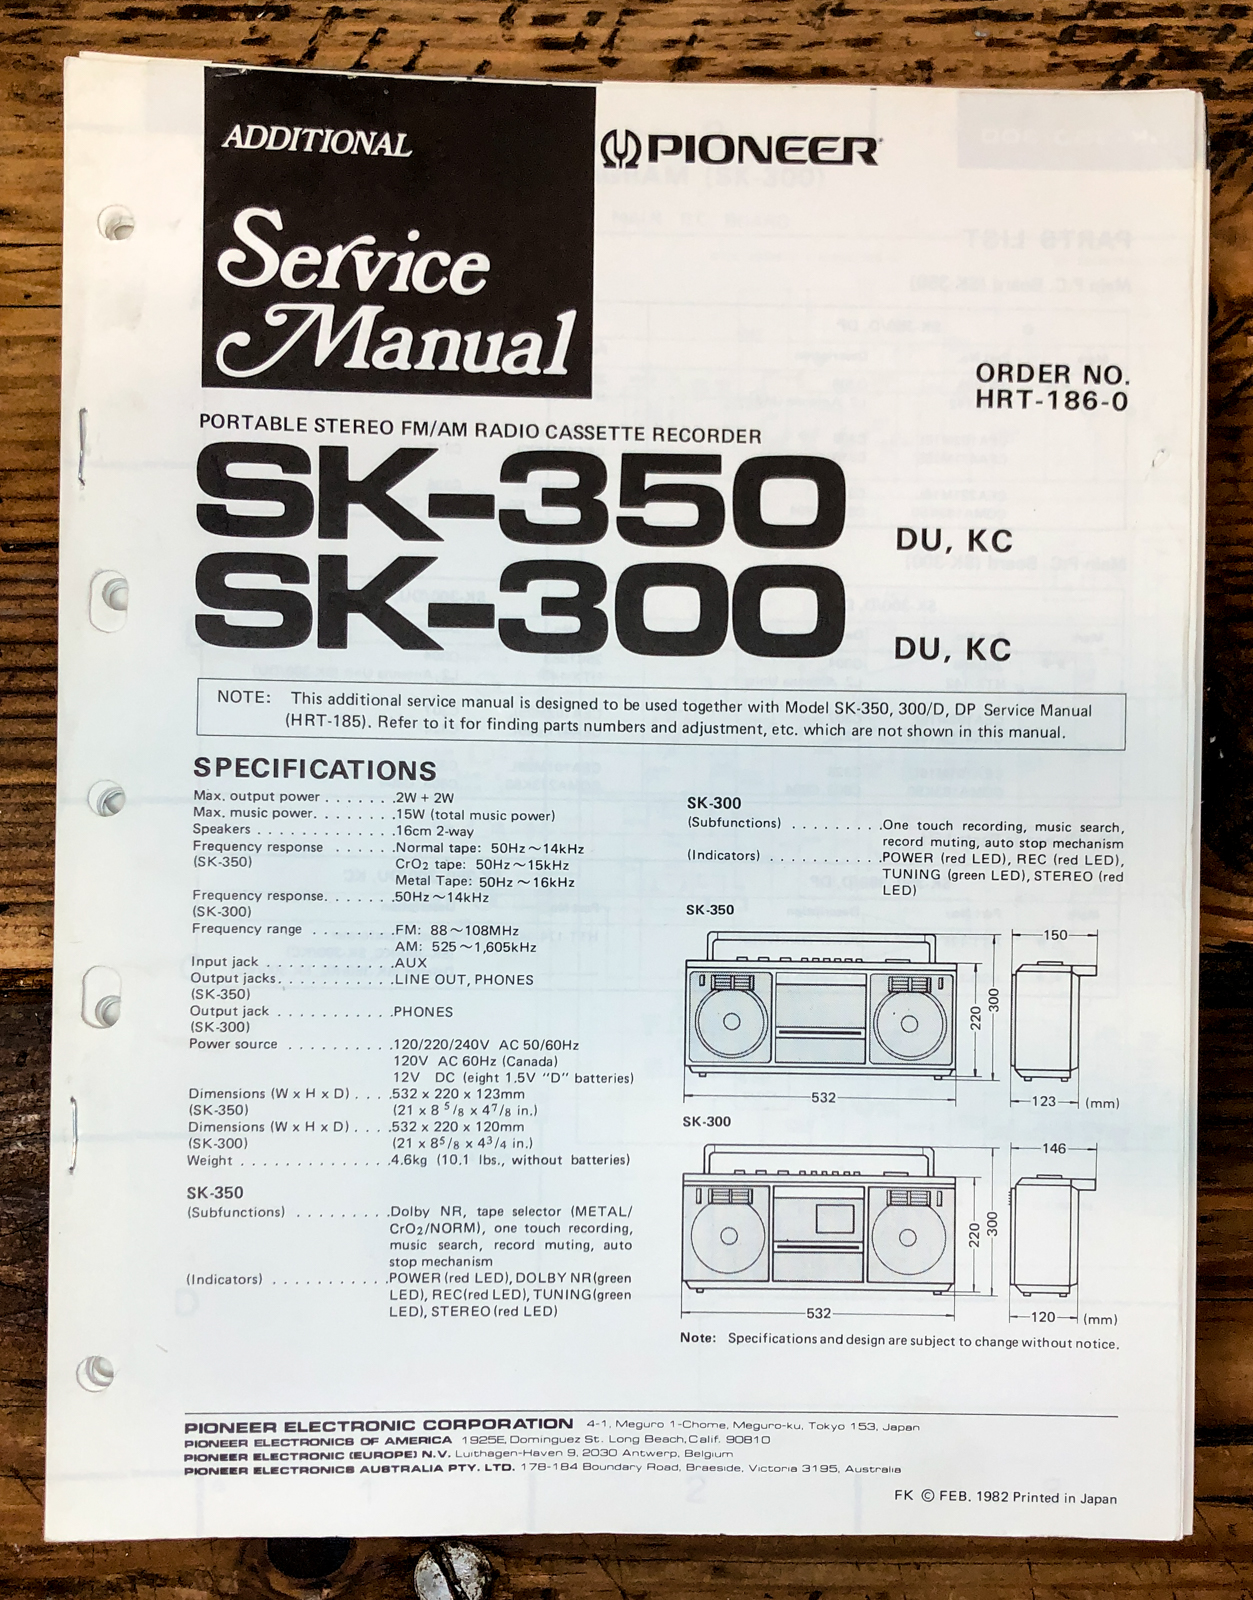 ADDITIONAL
Service
Manual
PIONEER
ORDER NO.
HRT-186-0
PORTABLE STEREO FM/AM RADIO CASSETTE RECORDER
SK-350 DU, KC
SK-300 DU, KC
NOTE: This additional service manual is designed to be used together with Model SK-350, 300/D, DP Service Manual
(HRT-185). Refer to it for finding parts numbers and adjustment, etc. which are not shown in this manual.
SPECIFICATIONS
Max. output power . . . . . . .2W + 2W
Max. music power. . . . . . . .15W (total music power)
Speakers . . . . . . . . . . . . .16cm 2-way
Frequency response . . . . . .Normal tape: 50Hz~14kHz
(SK-350) CrO2 tape: 50Hz~15kHz
Metal Tape: 50Hz~16kHz
Frequency response. . . . . . .50Hz~14kHz
(SK-300)
Frequency range . . . . . . . .FM: 88~108MHz
AM: 525~1,605kHz
Input jack . . . . . . . . . . . .AUX
Output jacks. . . . . . . . . . .LINE OUT, PHONES
(SK-350)
Output jack . . . . . . . . . . .PHONES
(SK-300)
Power source . . . . . . . . . .120/220/240V AC 50/60Hz
120V AC 60Hz (Canada)
12V DC (eight 1.5V "D" batteries)
Dimensions (W x H x D) . . . .532 x 220 x 123mm
(SK-350) (21 x 8 5/8 x 47/8 in.)
Dimensions (W x H x D) . . . .532 x 220 x 120mm
(SK-300) (21 x 85/8 x 43/4 in.)
Weight . . . . . . . . . . . . . .4.6kg (10.1 lbs., without batteries)
SK-350
(Subfunctions) . . . . . . . . .Dolby NR, tape selector (METAL/
CrO2/NORM), one touch recording,
music search, record muting, auto
stop mechanism
(Indicators) . . . . . . . . . . .POWER (red LED), DOLBY NR(green
LED), REC(red LED), TUNING(green
LED), STEREO(red LED)
SK-300
(Subfunctions) . . . . . . . . .One touch recording, music search,
record muting, auto stop mechanism
(Indicators) . . . . . . . . . . .POWER (red LED), REC (red LED),
TUNING (green LED), STEREO (red
LED)
SK-350
150
220
300
532
123 (mm)
SK-300
146
220
300
532
120 (mm)
Note: Specifications and design are subject to change without notice.
PIONEER ELECTRONIC CORPORATION 4-1, Meguro 1-Chome, Meguro-ku, Tokyo 153, Japan
PIONEER ELECTRONICS OF AMERICA 1925E, Dominguez St. Long Beach, Calif. 90810
PIONEER ELECTRONIC (EUROPE) N.V. Luithagen-Haven 9, 2030 Antwerp, Belgium
PIONEER ELECTRONICS AUSTRALIA PTY. LTD. 178-184 Boundary Road, Braeside, Victoria 3195, Australia
FK © FEB. 1982 Printed in Japan